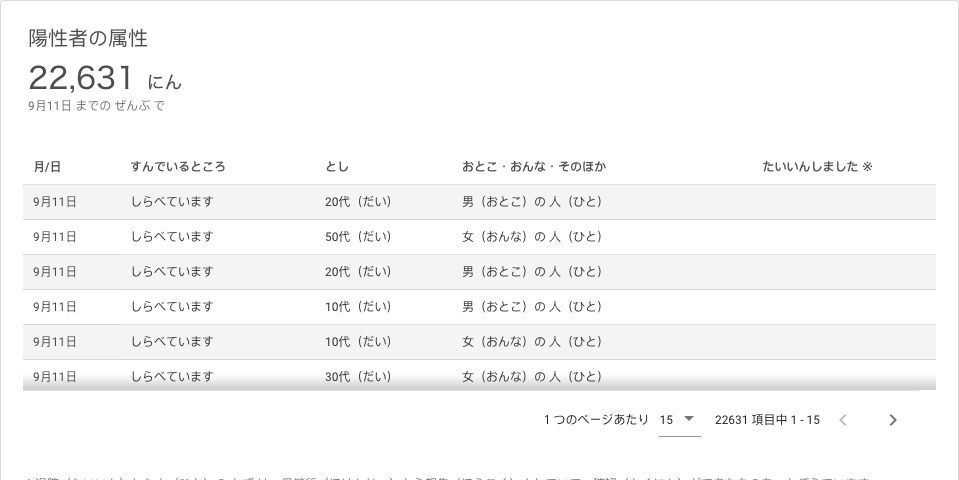 陽性者の属性
22,631 にん
9月11日 までの ぜんぶ で
月/日 すんでいるところ とし おとこ・おんな・そのほか たいいんしました ※
9月11日 しらべています 20代（だい） 男（おとこ）の 人（ひと）
9月11日 しらべています 50代（だい） 女（おんな）の 人（ひと）
9月11日 しらべています 20代（だい） 男（おとこ）の 人（ひと）
9月11日 しらべています 10代（だい） 男（おとこ）の 人（ひと）
9月11日 しらべています 10代（だい） 女（おんな）の 人（ひと）
9月11日 しらべています 30代（だい） 女（おんな）の 人（ひと）
1 つのページあたり 15 22631 項目中 1 - 15